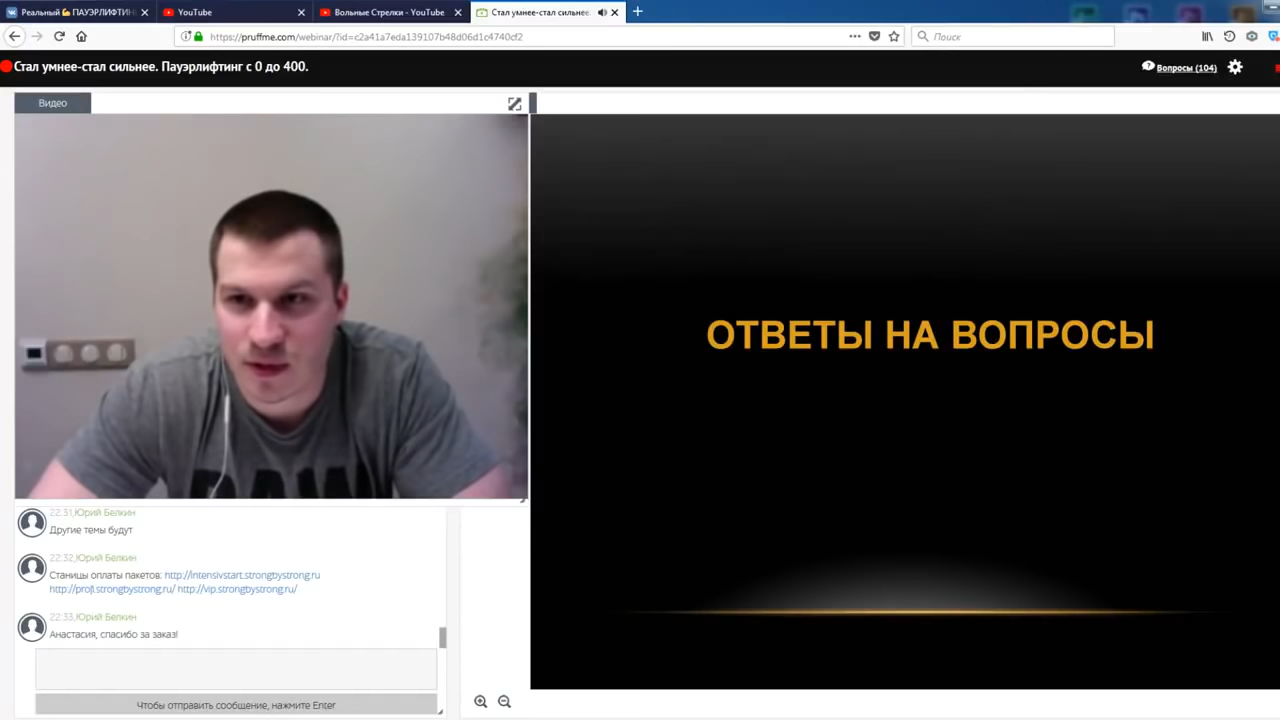 Реальный 💪 ПАУЭРЛИФТИН
YouTube
Вольные Стрелки - YouTube
Стал умнее-стал сильнее.
https://pruffme.com/webinar/?id=c2a41a7eda139107b48d06d1c4740cf2
Поиск
Стал умнее-стал сильнее. Пауэрлифтинг с 0 до 400.
Вопросы (104)
Видео
ОТВЕТЫ НА ВОПРОСЫ
22:31,Юрий Белкин
Другие темы будут
22:32,Юрий Белкин
Станицы оплаты пакетов: http://intensivstart.strongbystrong.ru
http://profi.strongbystrong.ru/ http://vip.strongbystrong.ru/
22:33,Юрий Белкин
Анастасия, спасибо за заказ!
Чтобы отправить сообщение, нажмите Enter